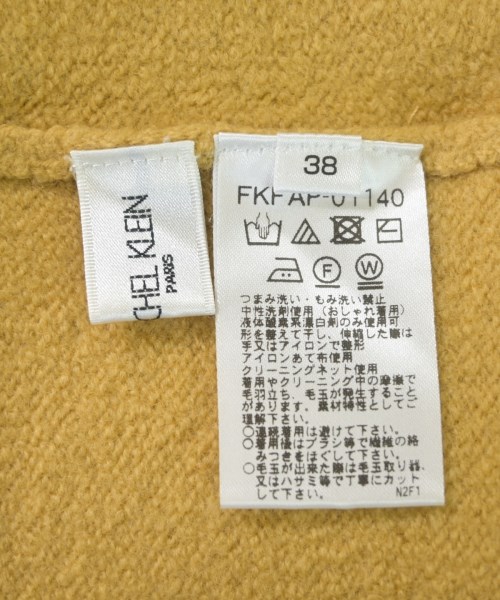 CHEL KLEIN
PARIS
38
FKFAP-01140
F
W
つまみ洗い・もみ洗い禁止
中性洗剤使用（おしゃれ着用）
液体酸素系漂白剤のみ使用可
形を整えて干し、伸縮した際は
手又はアイロンで整形
アイロンあて布使用
クリーニングネット使用
着用やクリーニング中の摩擦で
毛羽立ち、毛玉が発生すること
があります。素材特性としてご
理解下さい。
○連続着用は避けて下さい。
○着用後はブラシ等で繊維の絡
みつきをほぐして下さい。
○毛玉が出来た際は毛玉取り器、
又はハサミ等で丁寧にカット
して下さい。
N2F1